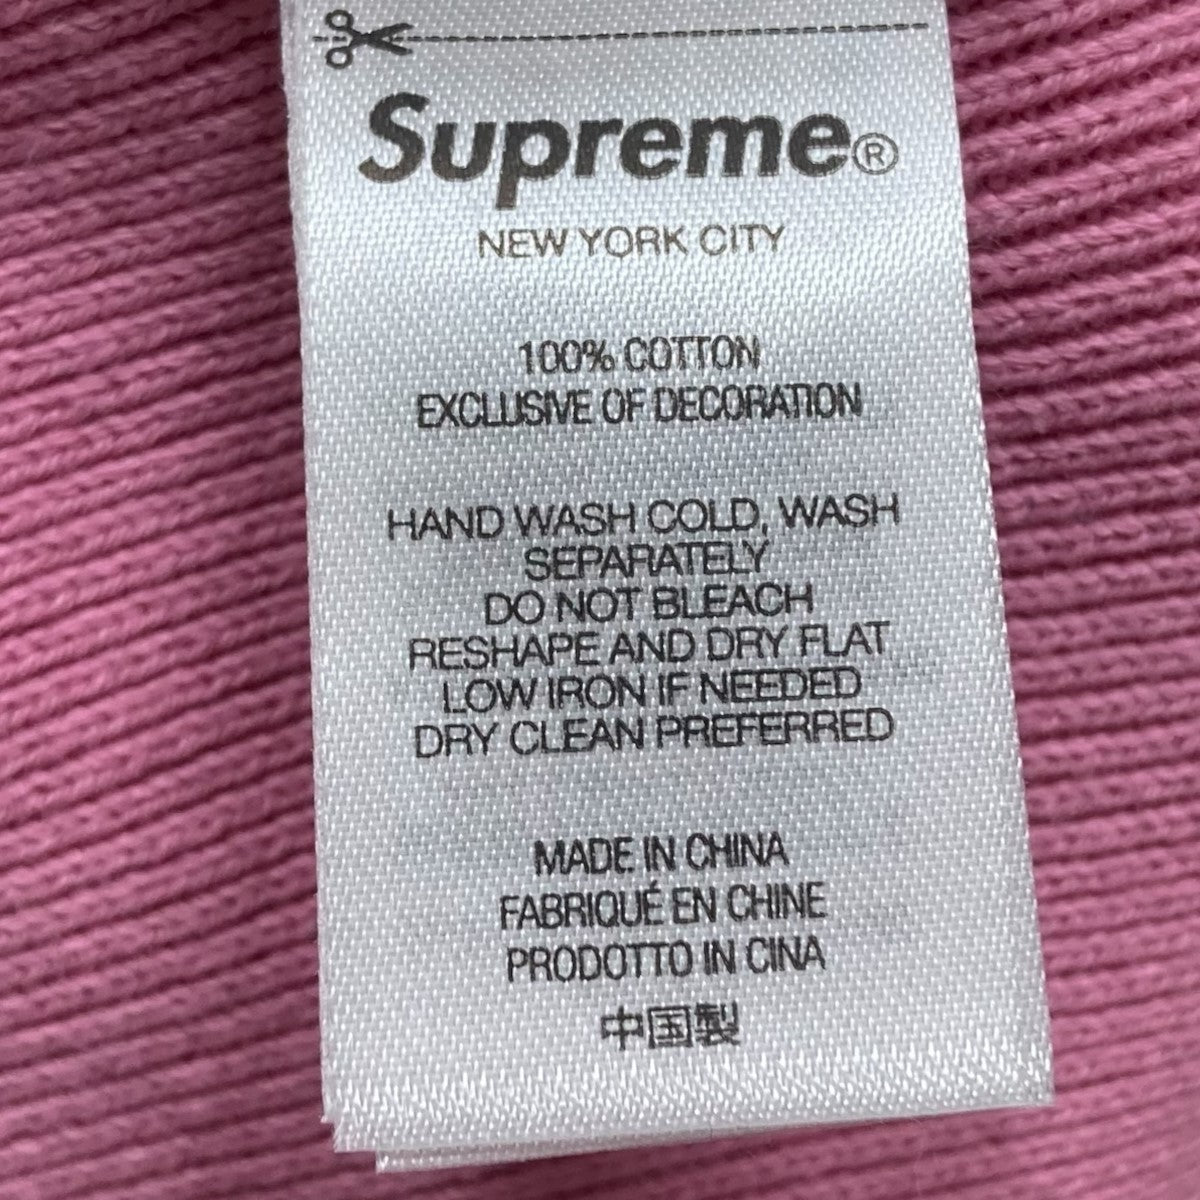 Supreme®
NEW YORK CITY
100% COTTON
EXCLUSIVE OF DECORATION
HAND WASH COLD, WASH
SEPARATELY
DO NOT BLEACH
RESHAPE AND DRY FLAT
LOW IRON IF NEEDED
DRY CLEAN PREFERRED
MADE IN CHINA
FABRIQUÉ EN CHINE
PRODOTTO IN CINA
中国製